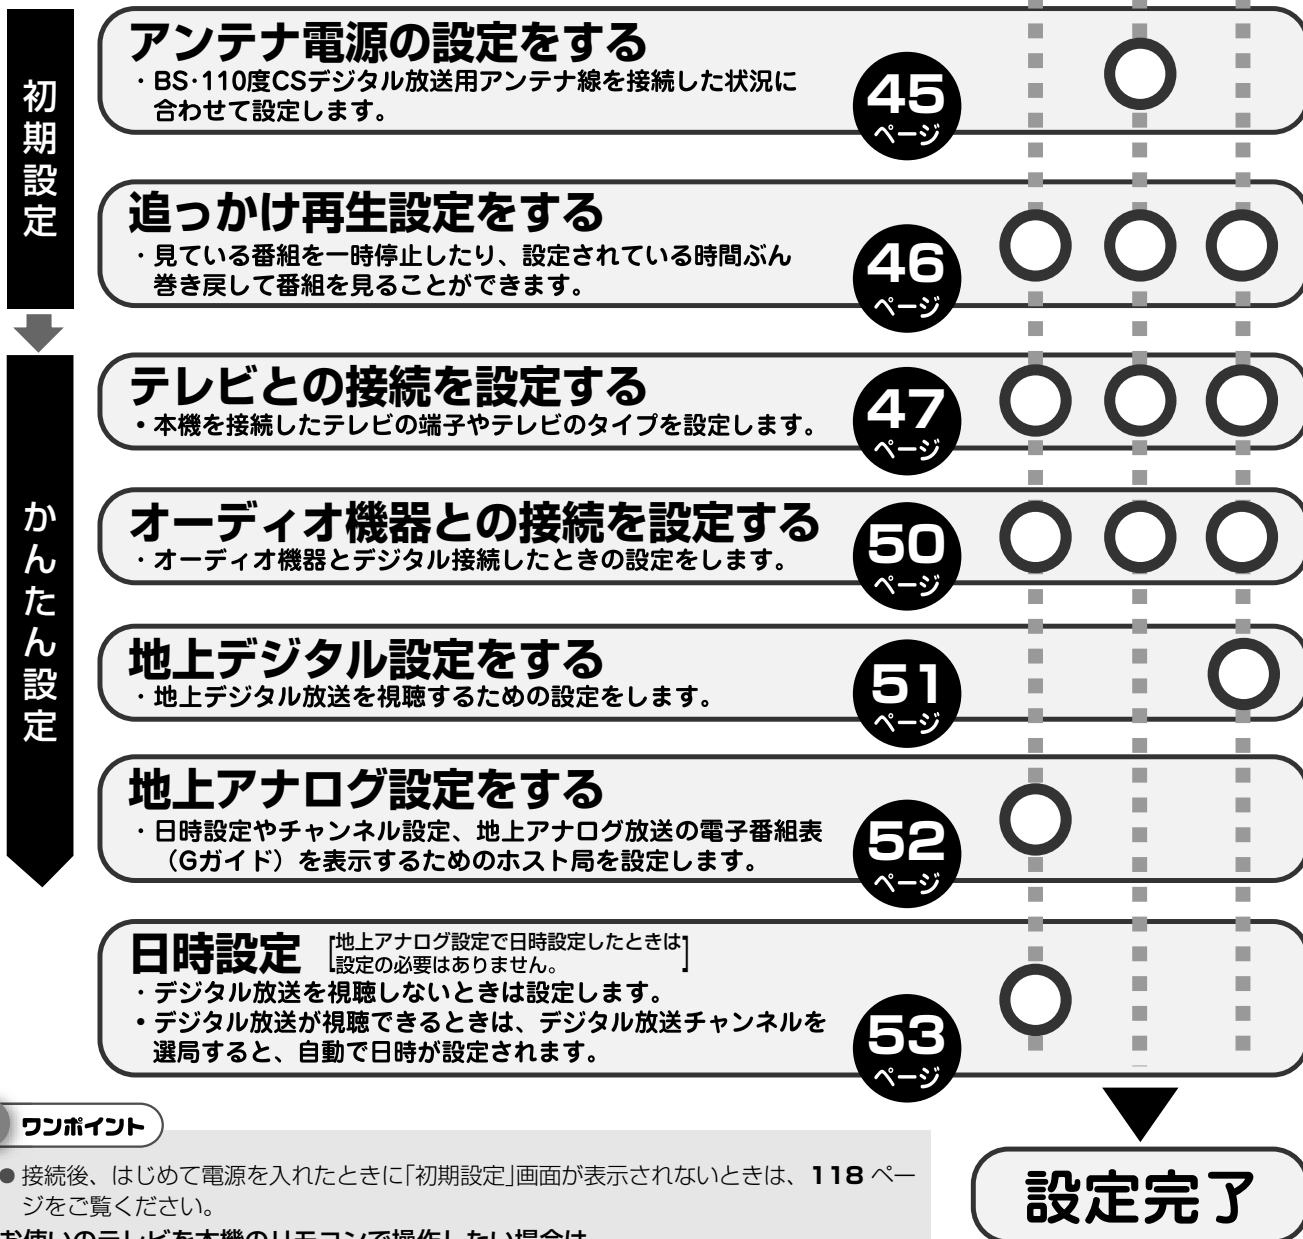 初期設定
アンテナ電源の設定をする
・BS・110度CSデジタル放送用アンテナ線を接続した状況に
合わせて設定します。
45
ページ
追っかけ再生設定をする
・見ている番組を一時停止したり、設定されている時間ぶん
巻き戻して番組を見ることができます。
46
ページ
かんたん設定
テレビとの接続を設定する
・本機を接続したテレビの端子やテレビのタイプを設定します。
47
ページ
オーディオ機器との接続を設定する
・オーディオ機器とデジタル接続したときの設定をします。
50
ページ
地上デジタル設定をする
・地上デジタル放送を視聴するための設定をします。
51
ページ
地上アナログ設定をする
・日時設定やチャンネル設定、地上アナログ放送の電子番組表
（Gガイド）を表示するためのホスト局を設定します。
52
ページ
日時設定
[地上アナログ設定で日時設定したときは
設定の必要はありません。]
・デジタル放送を視聴しないときは設定します。
・デジタル放送が視聴できるときは、デジタル放送チャンネルを
選局すると、自動で日時が設定されます。
53
ページ
設定完了
ワンポイント
● 接続後、はじめて電源を入れたときに「初期設定」画面が表示されないときは、118 ペー
ジをご覧ください。
お使いのテレビを本機のリモコンで操作したい場合は